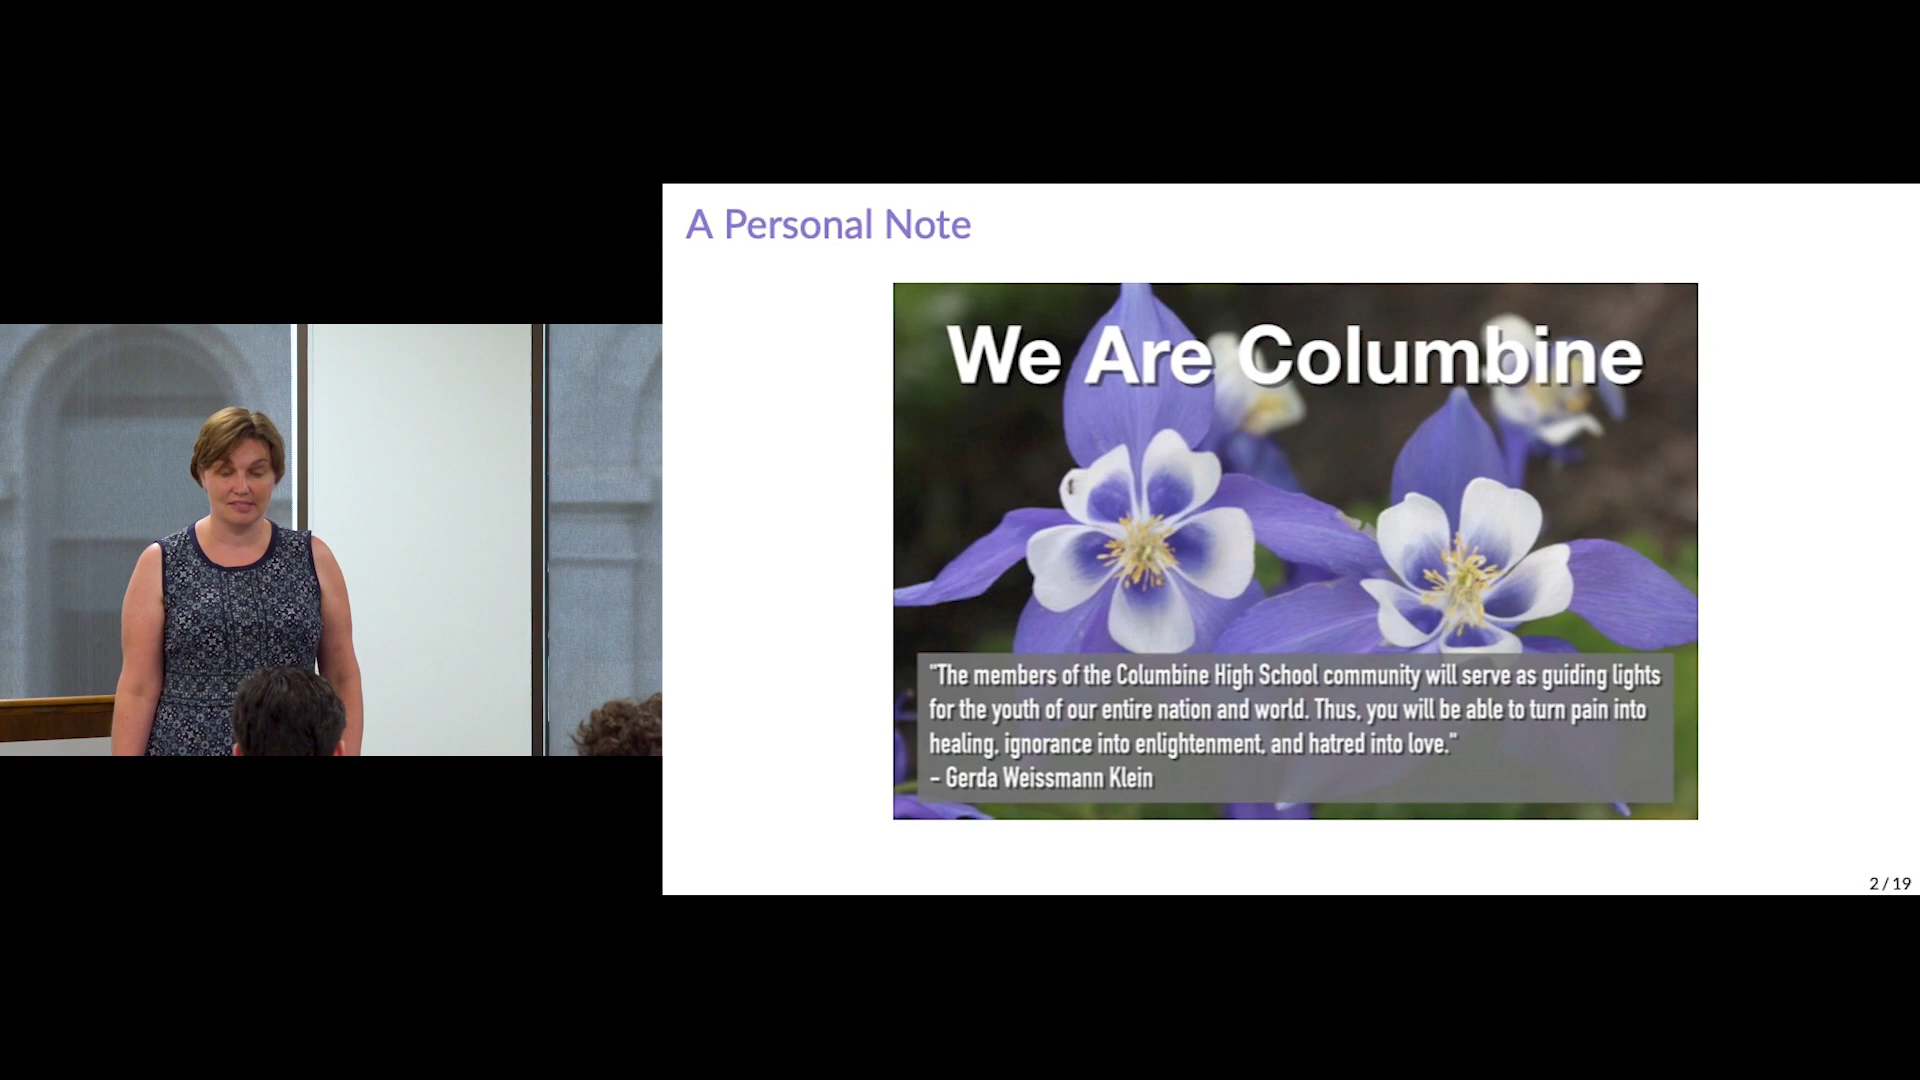 A Personal Note
We Are Columbine
"The members of the Columbine High School community will serve as guiding lights
for the youth of our entire nation and world. Thus, you will be able to turn pain into
healing, ignorance into enlightenment, and hatred into love."
– Gerda Weissmann Klein
2 / 19